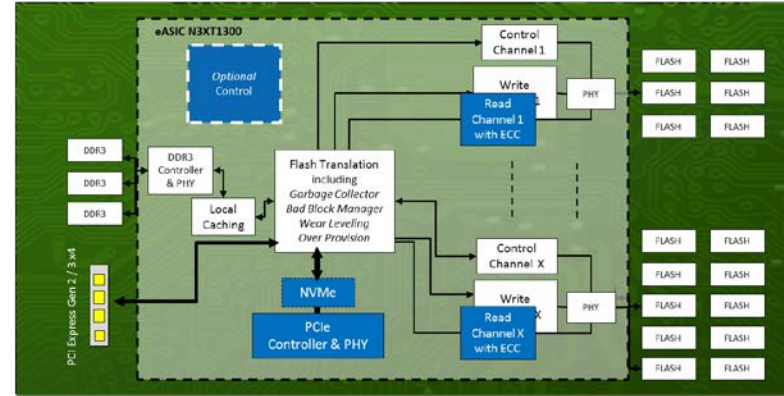 eASIC N3XT1300
Optional
Control
Control
Channel 1
Write
1
Read
Channel 1
with ECC
PHY
FLASH FLASH
FLASH FLASH
FLASH FLASH
DDR3
DDR3
DDR3
DDR3
Controller
& PHY
Local
Caching
Flash Translation
including
Garbage Collector
Bad Block Manager
Wear Leveling
Over Provision
Control
Channel X
Write
X
Read
Channel X
with ECC
PHY
FLASH FLASH
FLASH FLASH
FLASH FLASH
FLASH FLASH
FLASH FLASH
NVMe
PCIe
Controller & PHY
PCI Express Gen 2 / 3 x4